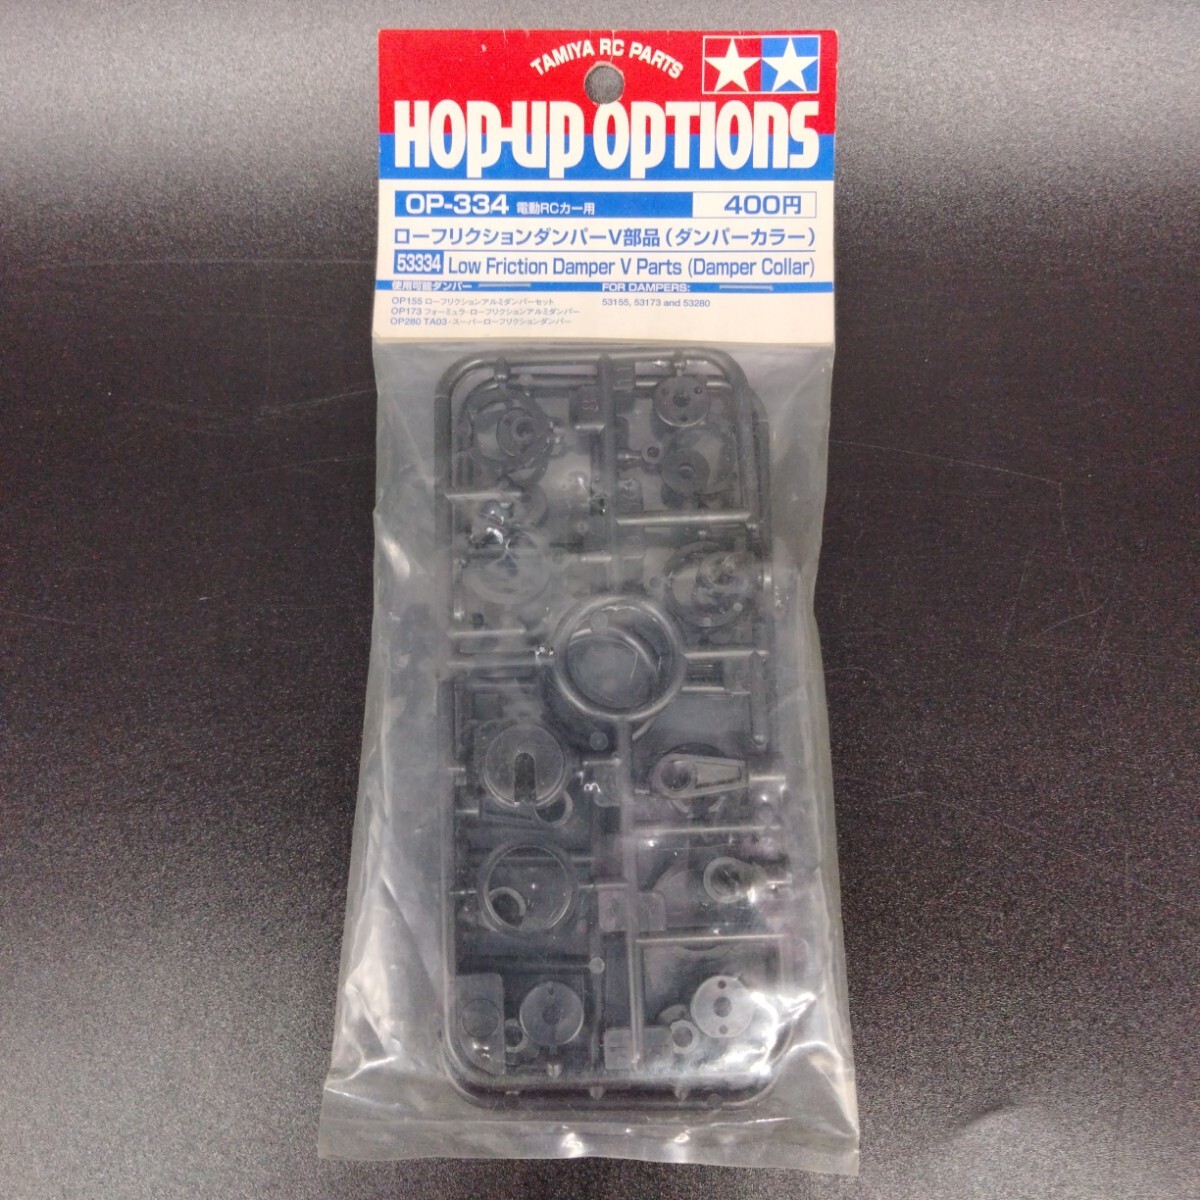 TAMIYA RC PARTS
HOP-UP OPTIONS
OP-334 電動RCカー用 400円
ローフリクションダンパーV部品(ダンパーカラー)
53334 Low Friction Damper V Parts (Damper Collar)
使用可能ダンパー FOR DAMPERS:
OP155 ローフリクションアルミダンパーセット 53155, 53173 and 53280
OP173 フォーミュラ・ローフリクションアルミダンパー
OP280 TA03・スーパーローフリクションダンパー